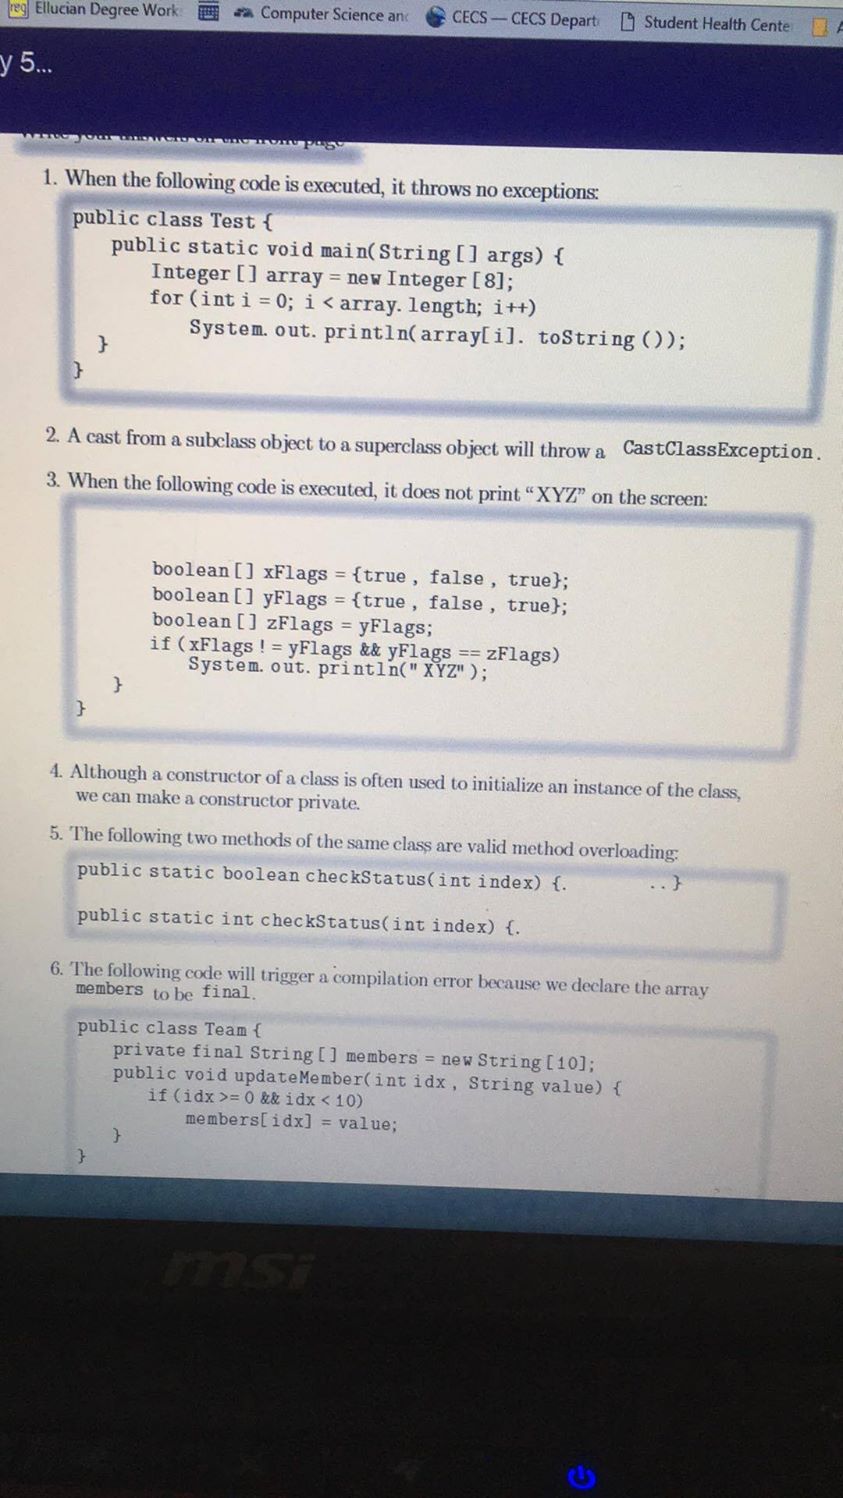 reg Ellucian Degree Work Computer Science and CECS — CECS Depart Student Health Cente
y 5...
Write your answers on the front page
1. When the following code is executed, it throws no exceptions:
public class Test {
public static void main(String [] args) {
Integer [] array = new Integer [8];
for (int i = 0; i < array. length; i++)
System. out. println(array[i]. toString ());
}
}
2. A cast from a subclass object to a superclass object will throw a CastClassException.
3. When the following code is executed, it does not print “XYZ” on the screen:
boolean [] xFlags = {true , false , true};
boolean [] yFlags = {true , false , true};
boolean [] zFlags = yFlags;
if (xFlags ! = yFlags && yFlags == zFlags)
System. out. println(" XYZ" );
}
}
4. Although a constructor of a class is often used to initialize an instance of the class,
we can make a constructor private.
5. The following two methods of the same class are valid method overloading:
public static boolean checkStatus(int index) {. . . }
public static int checkStatus(int index) {.
6. The following code will trigger a compilation error because we declare the array
members to be final.
public class Team {
private final String [] members = new String [10];
public void updateMember(int idx , String value) {
if (idx >= 0 && idx < 10)
members[idx] = value;
}
}
msi